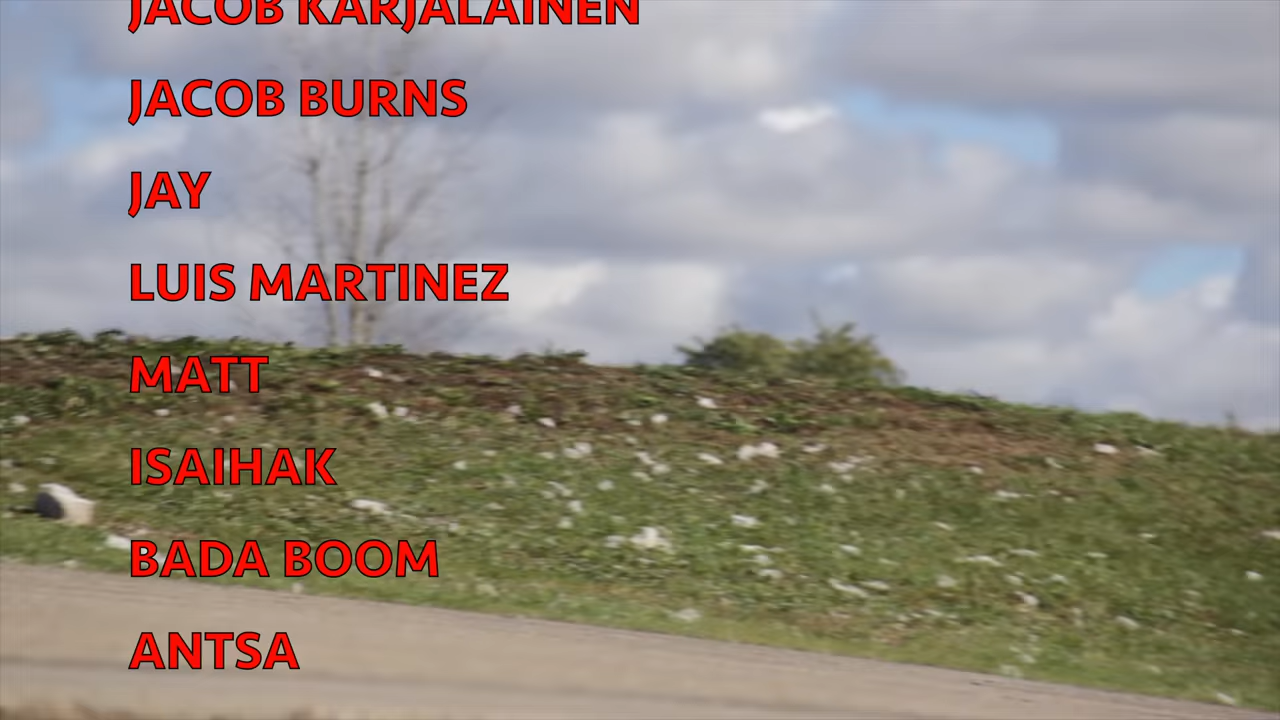 JACOB KARJALAINEN
JACOB BURNS
JAY
LUIS MARTINEZ
MATT
ISAIHAK
BADA BOOM
ANTSA